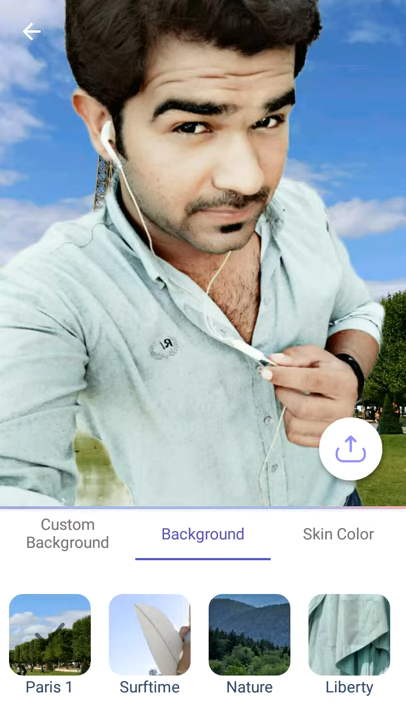 Custom
Background
Background
Skin Color
Paris 1
Surftime
Nature
Liberty